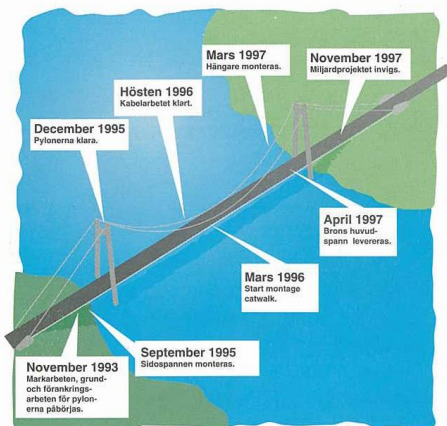 Mars 1997
Hängare monteras.
November 1997
Miljardprojektet invigs.
Hösten 1996
Kabelarbetet klart.
December 1995
Pylonerna klara.
April 1997
Brons huvud-
spann levereras.
Mars 1996
Start montage
catwalk.
September 1995
Sidospannen monteras.
November 1993
Markarbeten, grund-
och förankrings-
arbeten för pylon-
erna påbörjas.